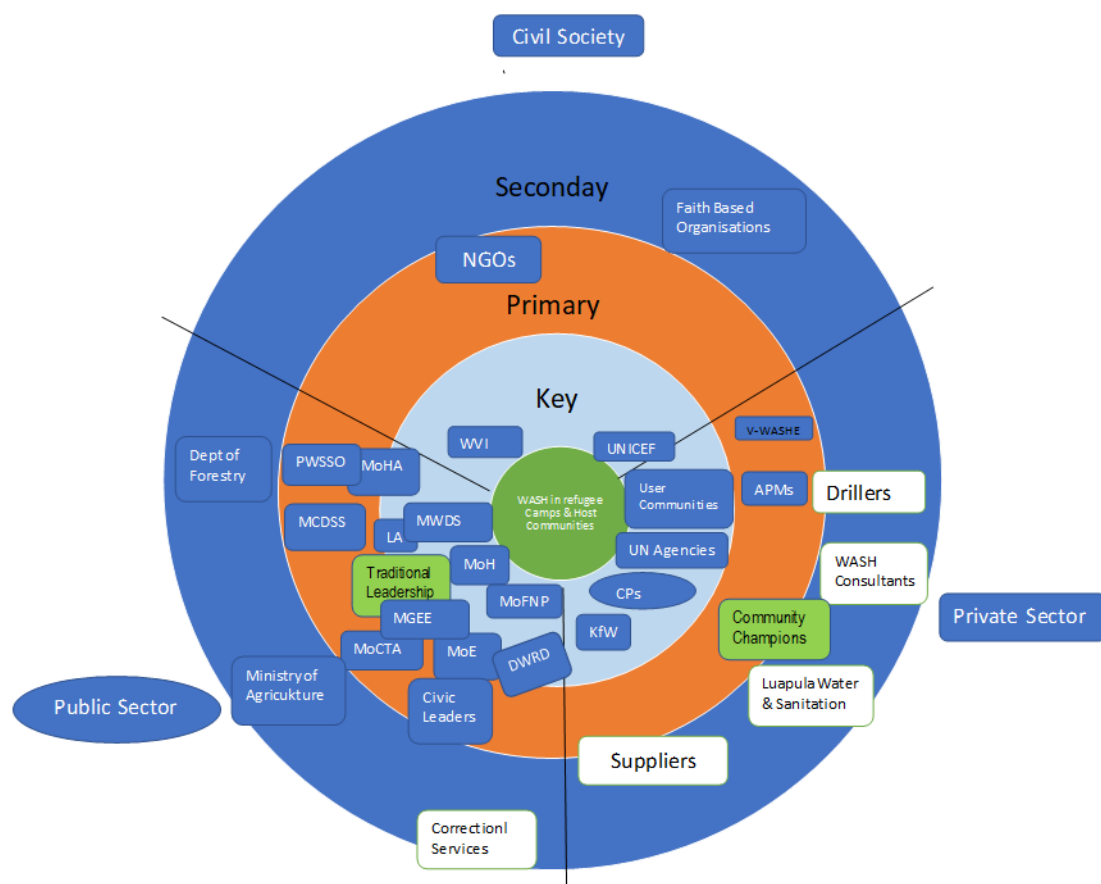 Civil Society
Seconday
Faith Based
Organisations
NGOs
Primary
Key
WVI
UNICEF
V-WASHE
Dept of
Forestry
PWSSO
MoHA
WASH in refugee
Camps & Host
Communities
User
Communities
APMs
Drillers
MCDSS
LA
MWDS
UN Agencies
MoH
WASH
Consultants
Traditional
Leadership
MoFNP
CPs
MGEE
KfW
Community
Champions
Private Sector
MoCTA
MoE
DWRD
Ministry of
Agricukture
Public Sector
Civic
Leaders
Luapula Water
& Sanitation
Suppliers
Correctionl
Services